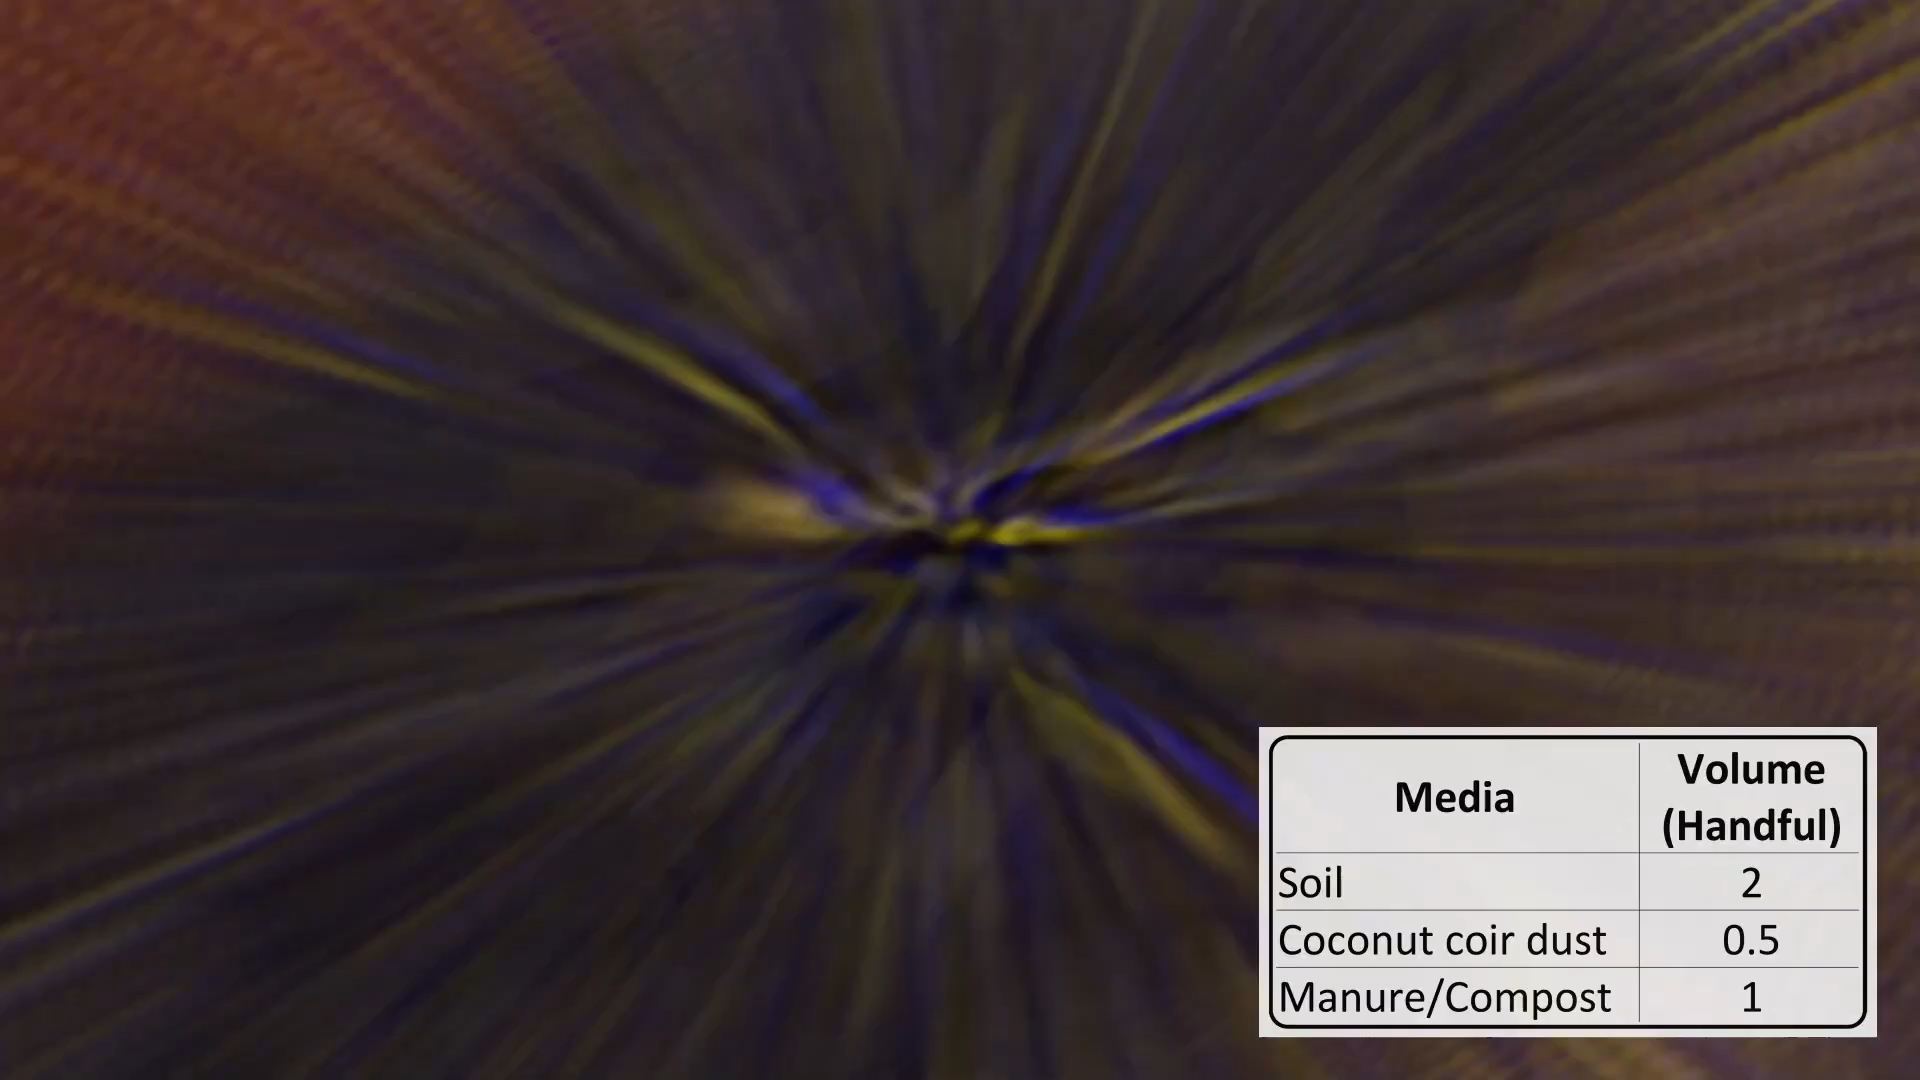 Media
Volume
(Handful)
Soil
2
Coconut coir dust
0.5
Manure/Compost
1